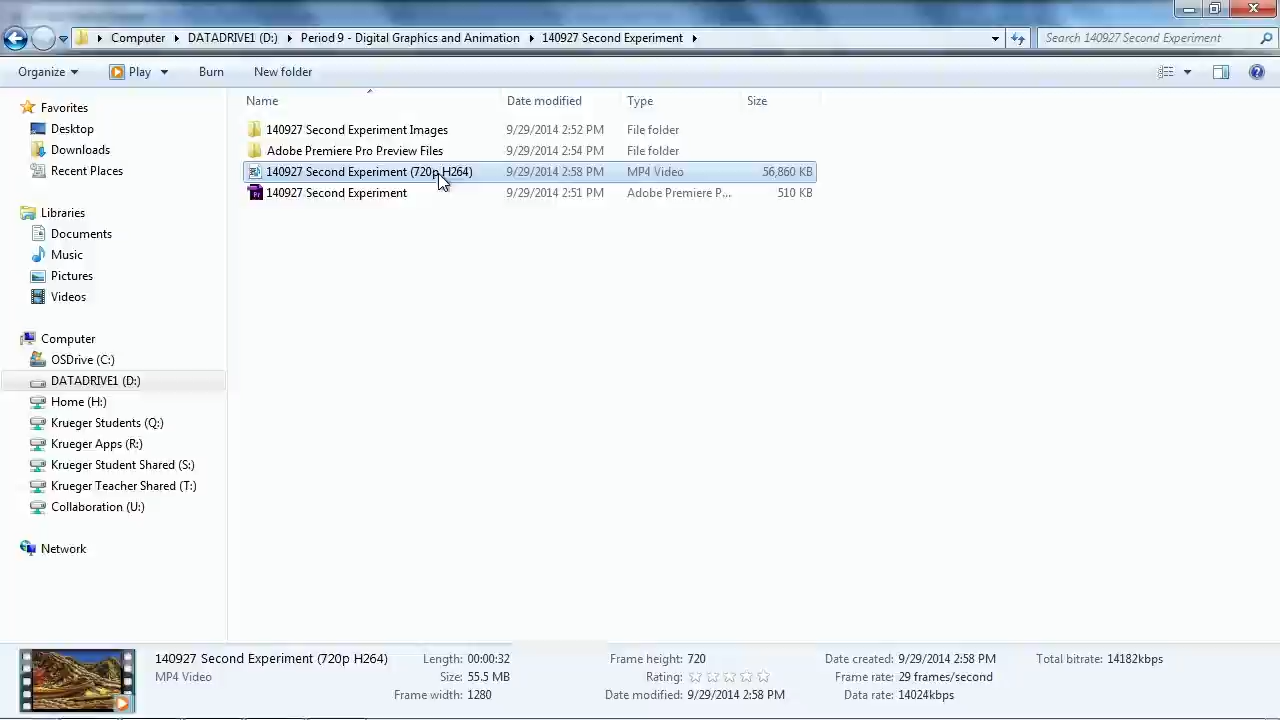 Computer DATADRIVE1 (D:) Period 9 - Digital Graphics and Animation 140927 Second Experiment Search 140927 Second Experiment
Organize Play Burn New folder
Name Date modified Type Size
140927 Second Experiment Images 9/29/2014 2:52 PM File folder
Adobe Premiere Pro Preview Files 9/29/2014 2:54 PM File folder
140927 Second Experiment (720p H264) 9/29/2014 2:58 PM MP4 Video 56,860 KB
140927 Second Experiment 9/29/2014 2:51 PM Adobe Premiere P... 510 KB
Favorites
Desktop
Downloads
Recent Places
Libraries
Documents
Music
Pictures
Videos
Computer
OSDrive (C:)
DATADRIVE1 (D:)
Home (H:)
Krueger Students (Q:)
Krueger Apps (R:)
Krueger Student Shared (S:)
Krueger Teacher Shared (T:)
Collaboration (U:)
Network
140927 Second Experiment (720p H264) Length: 00:00:32 Frame height: 720 Date created: 9/29/2014 2:58 PM Total bitrate: 14182kbps
MP4 Video Size: 55.5 MB Rating: Frame rate: 29 frames/second
Frame width: 1280 Date modified: 9/29/2014 2:58 PM Data rate: 14024kbps